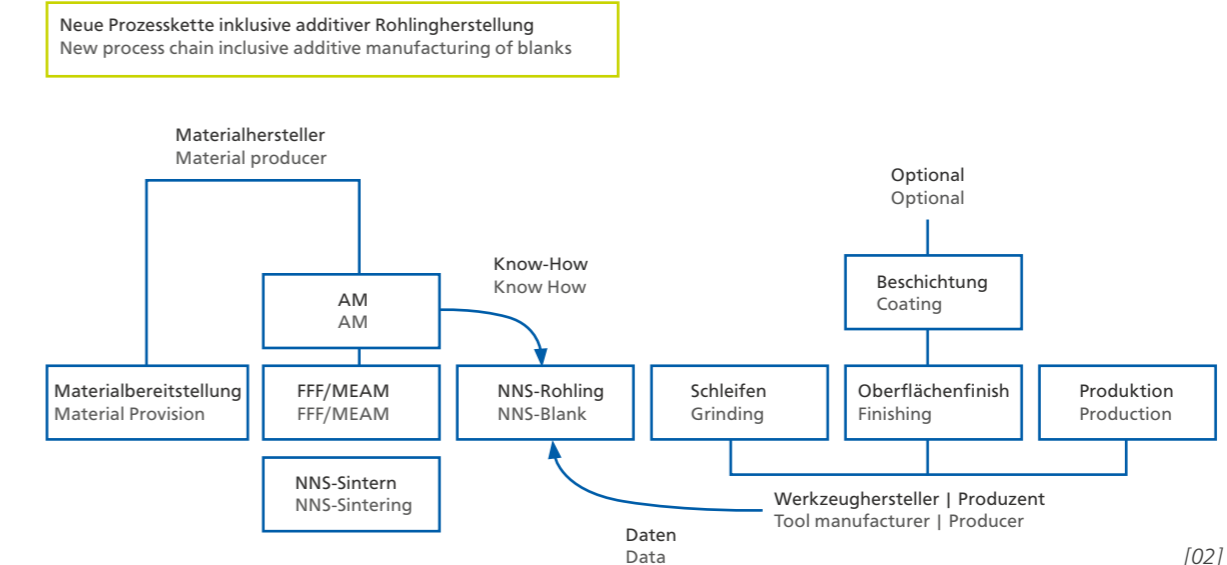 Neue Prozesskette inklusive additiver Rohlingherstellung
New process chain inclusive additive manufacturing of blanks
Materialhersteller
Material producer
Optional
Optional
Know-How
Know How
Beschichtung
Coating
AM
AM
Materialbereitstellung
Material Provision
FFF/MEAM
FFF/MEAM
NNS-Rohling
NNS-Blank
Schleifen
Grinding
Oberflächenfinish
Finishing
Produktion
Production
NNS-Sintern
NNS-Sintering
Werkzeughersteller | Produzent
Tool manufacturer | Producer
Daten
Data
[02]